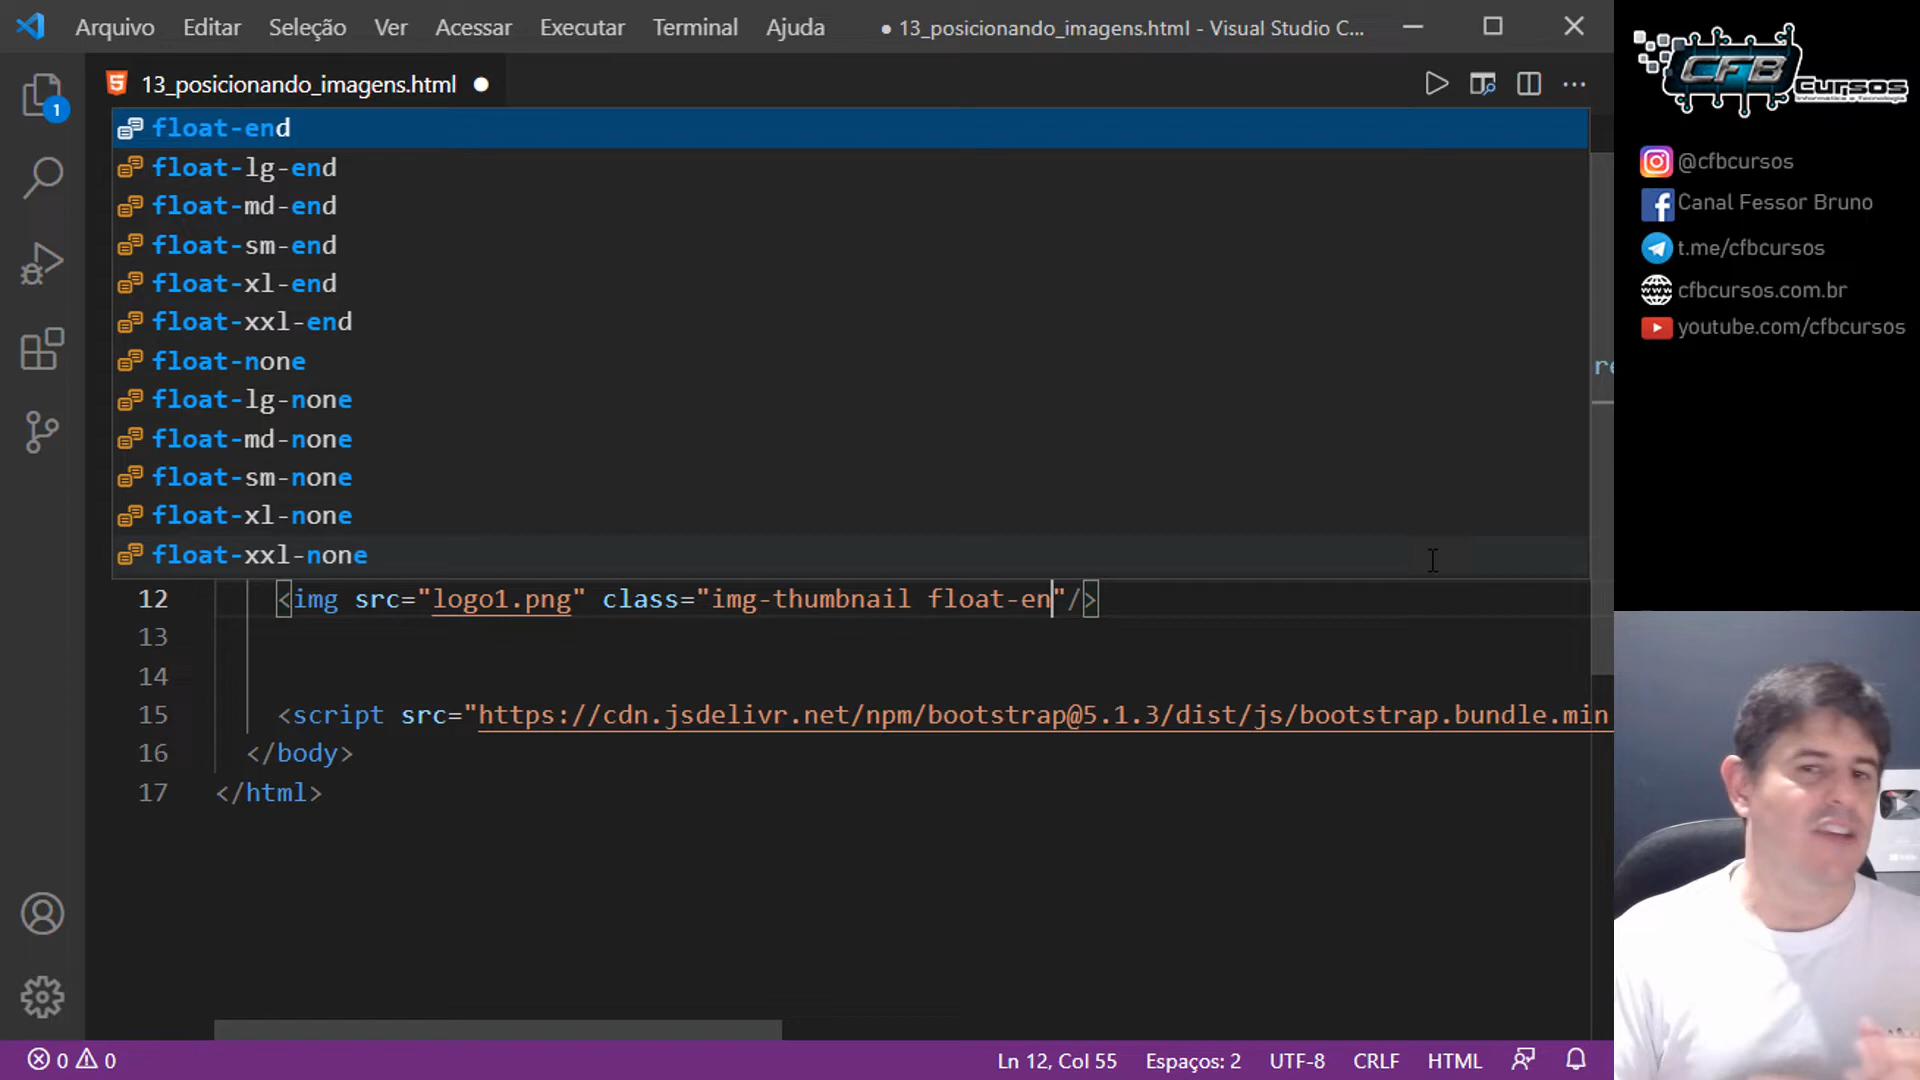 Arquivo Editar Seleção Ver Acessar Executar Terminal Ajuda ● 13_posicionando_imagens.html - Visual Studio C...
13_posicionando_imagens.html
1
float-end
float-lg-end
float-md-end
float-sm-end
float-xl-end
float-xxl-end
float-none
float-lg-none
float-md-none
float-sm-none
float-xl-none
float-xxl-none
re
12 <img src="logo1.png" class="img-thumbnail float-en"/>
13
14
15 <script src="https://cdn.jsdelivr.net/npm/bootstrap@5.1.3/dist/js/bootstrap.bundle.min
16 </body>
17 </html>
0 0 Ln 12, Col 55 Espaços: 2 UTF-8 CRLF HTML
CFB
Cursos
@cfbcursos
Canal Fessor Bruno
t.me/cfbcursos
cfbcursos.com.br
youtube.com/cfbcursos